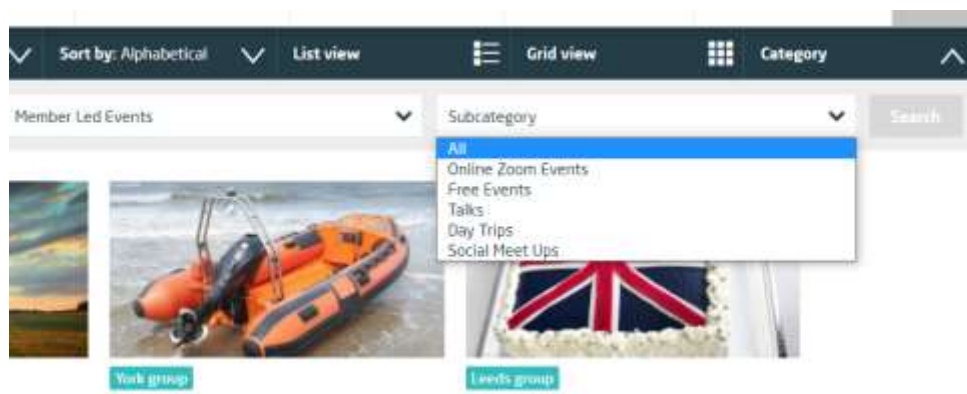 Sort by: Alphabetical List view Grid view Category
Member Led Events Subcategory Search
All
Online Zoom Events
Free Events
Talks
Day Trips
Social Meet Ups
York group Leeds group